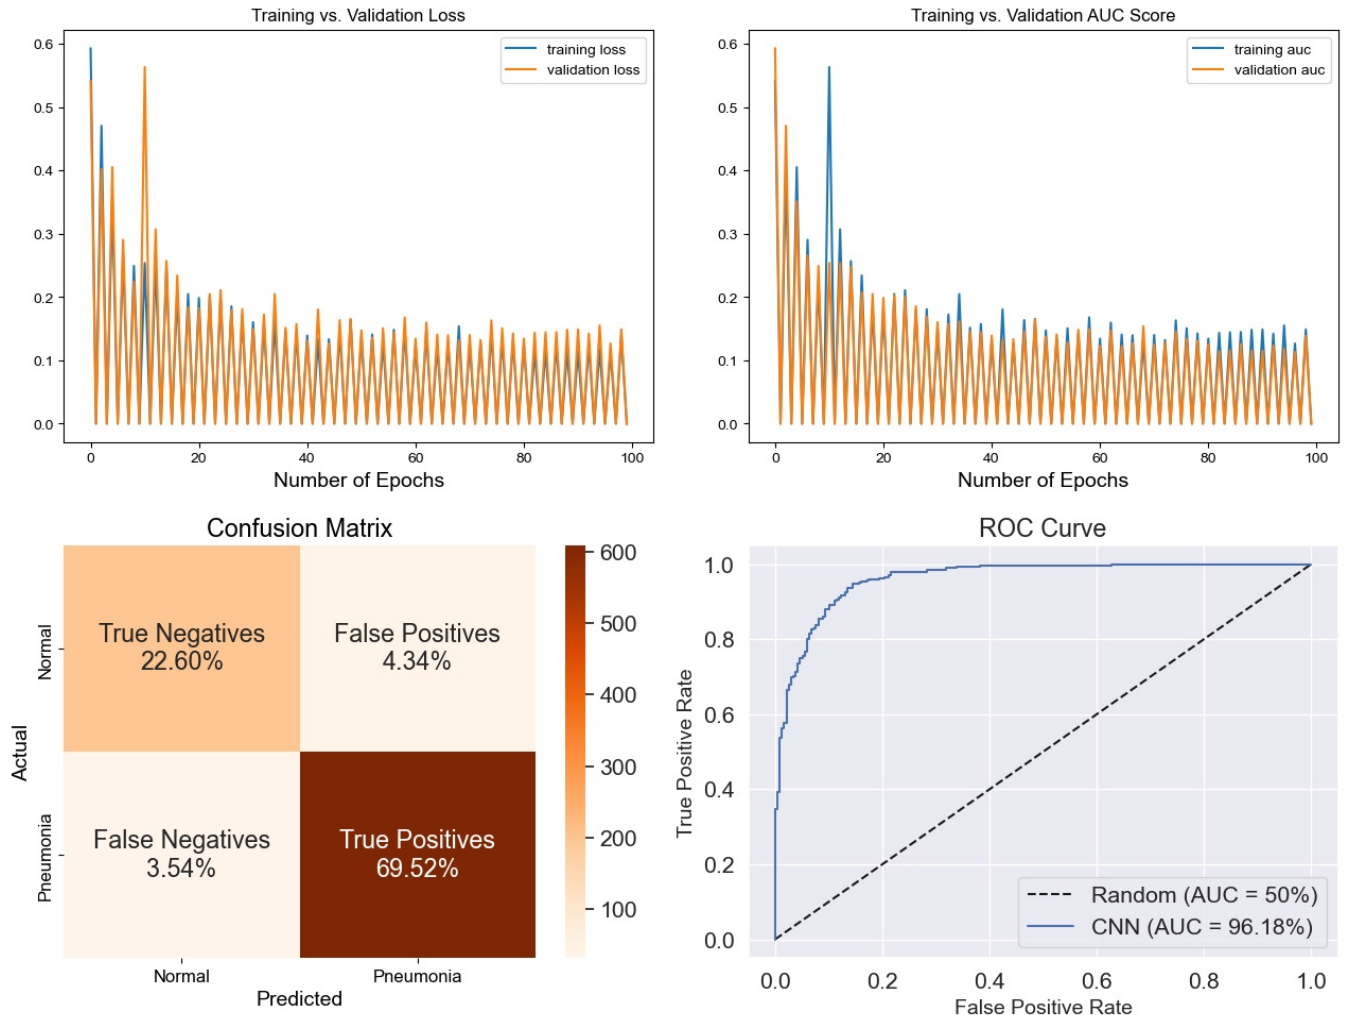 Training vs. Validation Loss
training loss
validation loss
0.6
0.5
0.4
0.3
0.2
0.1
0.0
0 20 40 60 80 100
Number of Epochs
Training vs. Validation AUC Score
training auc
validation auc
0.6
0.5
0.4
0.3
0.2
0.1
0.0
0 20 40 60 80 100
Number of Epochs
Confusion Matrix
Actual
Normal
Pneumonia
True Negatives
22.60%
False Positives
4.34%
False Negatives
3.54%
True Positives
69.52%
Normal Pneumonia
Predicted
600
500
400
300
200
100
ROC Curve
True Positive Rate
1.0
0.8
0.6
0.4
0.2
0.0
Random (AUC = 50%)
CNN (AUC = 96.18%)
0.0 0.2 0.4 0.6 0.8 1.0
False Positive Rate